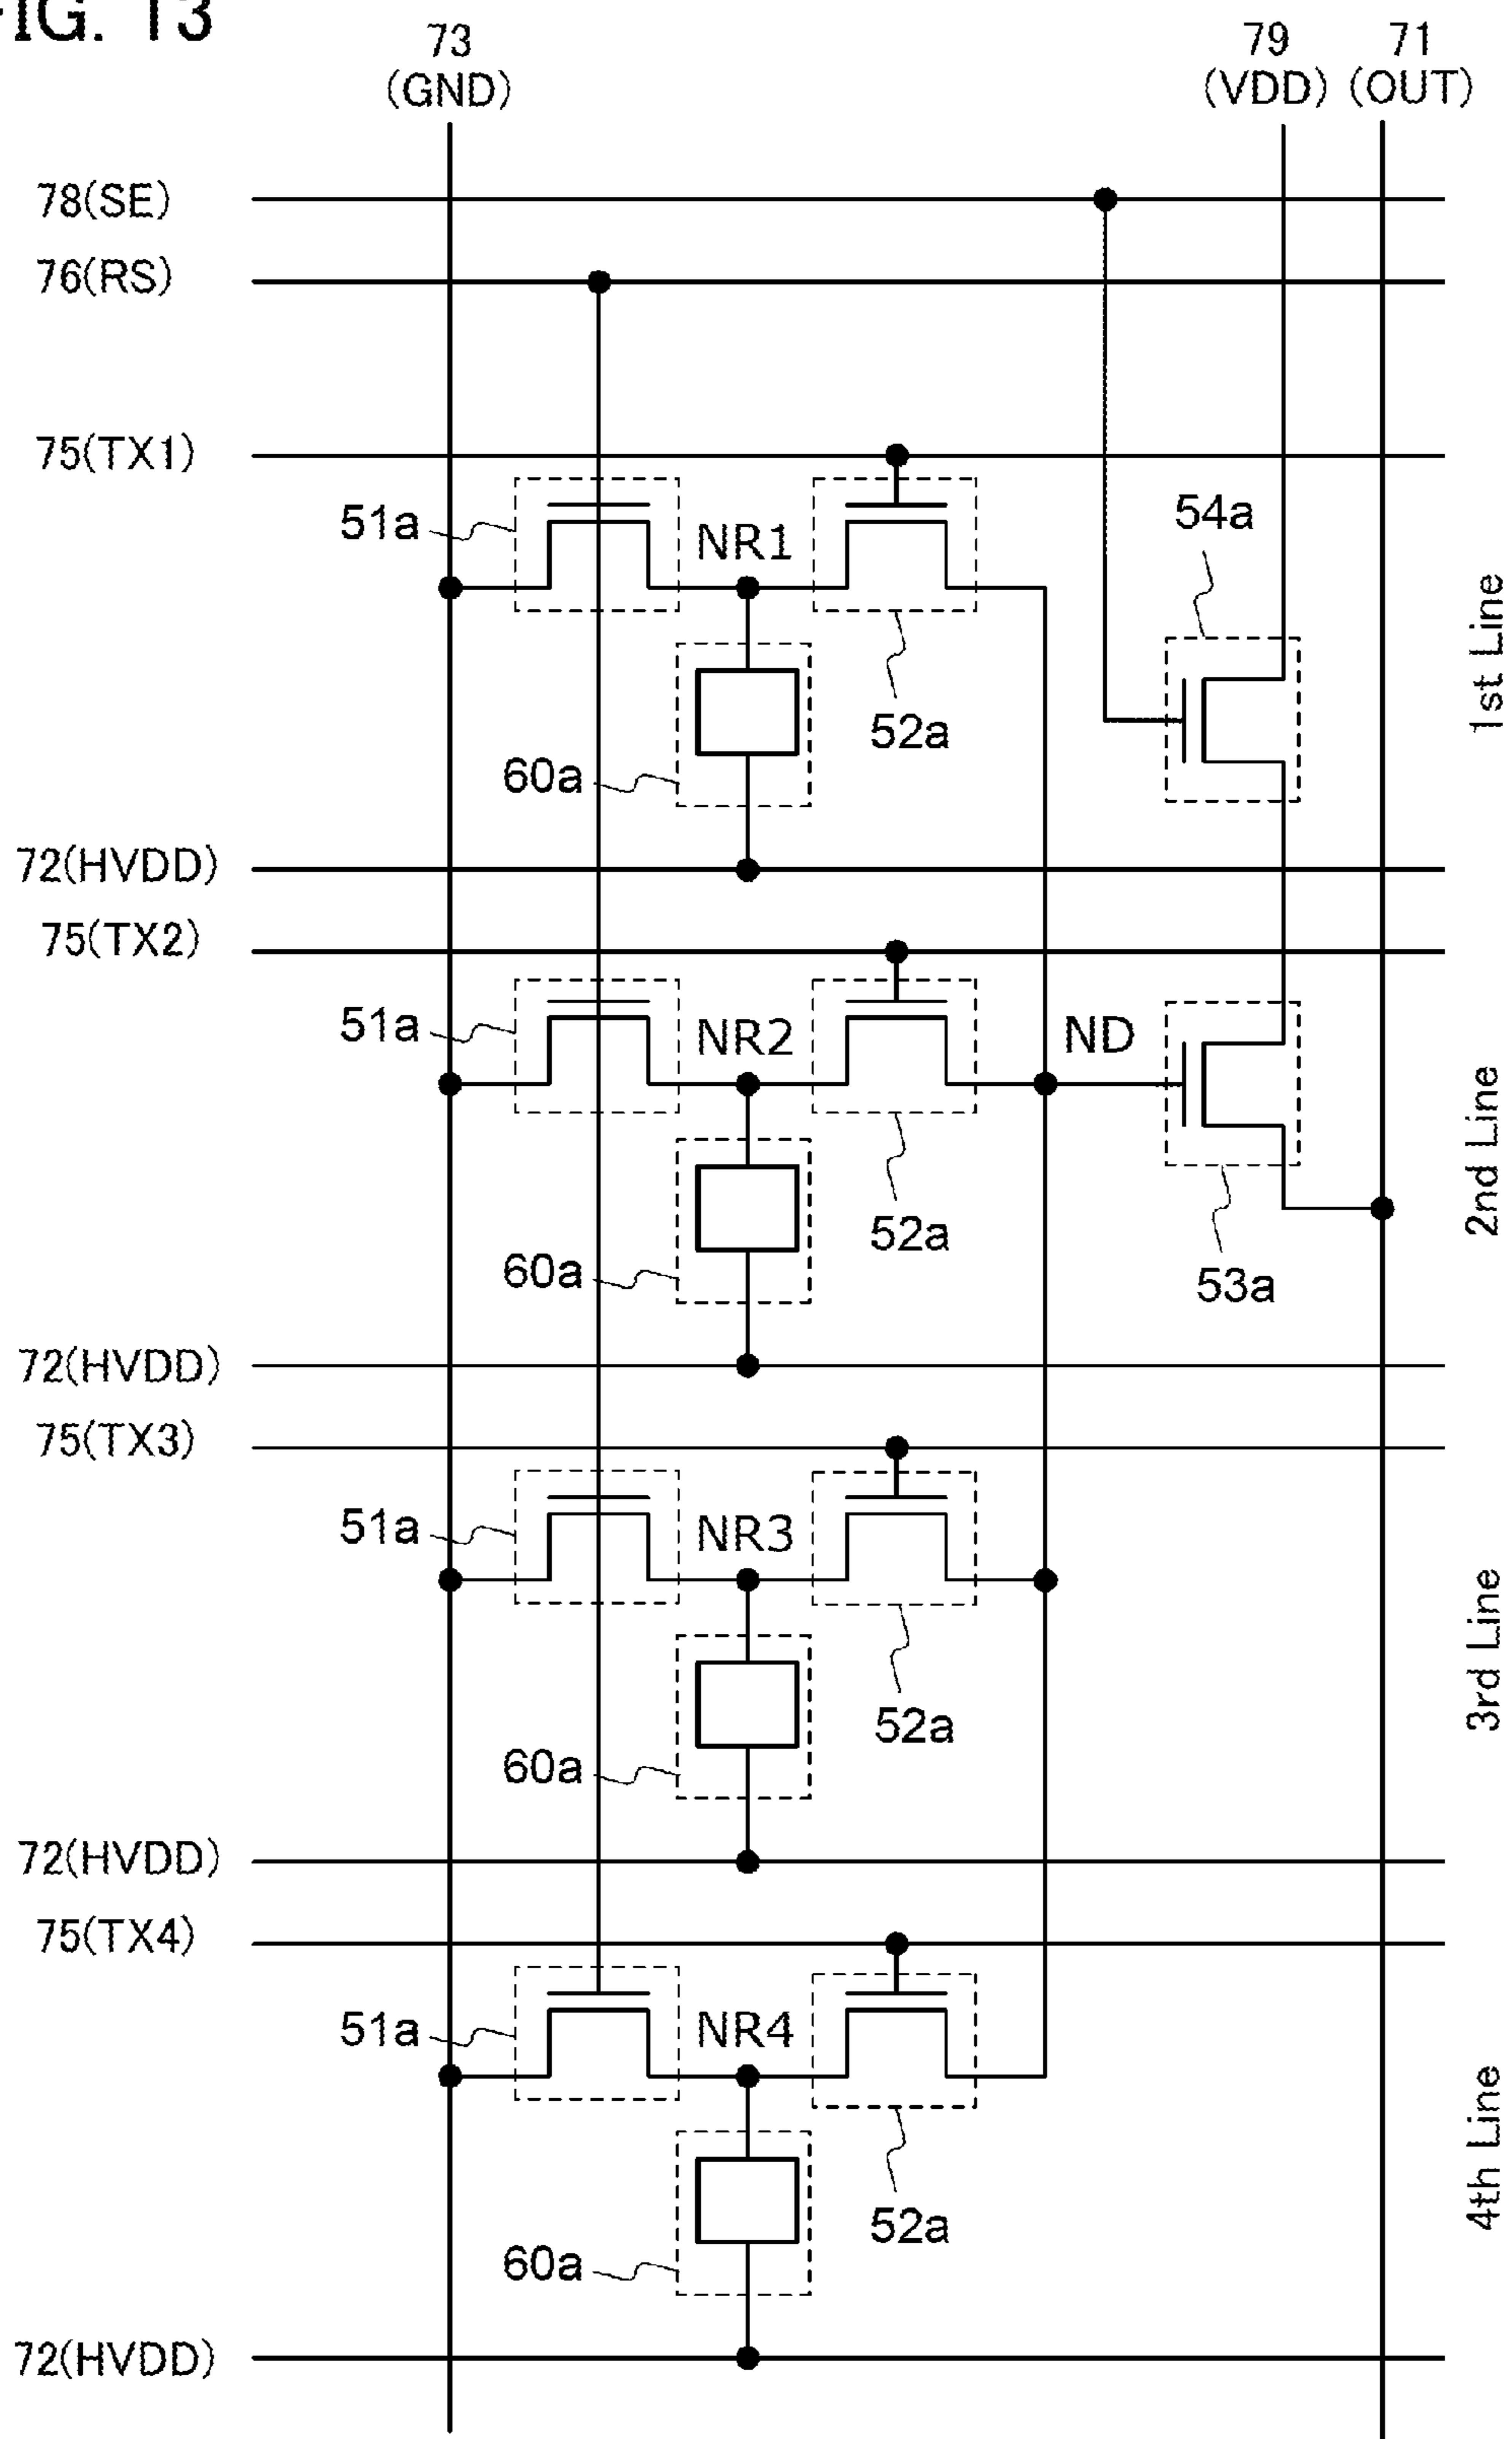 FIG. 13
73
(GND)
79
(VDD)
71
(OUT)
78(SE)
76(RS)
75(TX1)
51a
NR1
54a
52a
60a
1st Line
72(HVDD)
75(TX2)
51a
NR2
ND
52a
60a
53a
2nd Line
72(HVDD)
75(TX3)
51a
NR3
52a
60a
3rd Line
72(HVDD)
75(TX4)
51a
NR4
52a
60a
4th Line
72(HVDD)